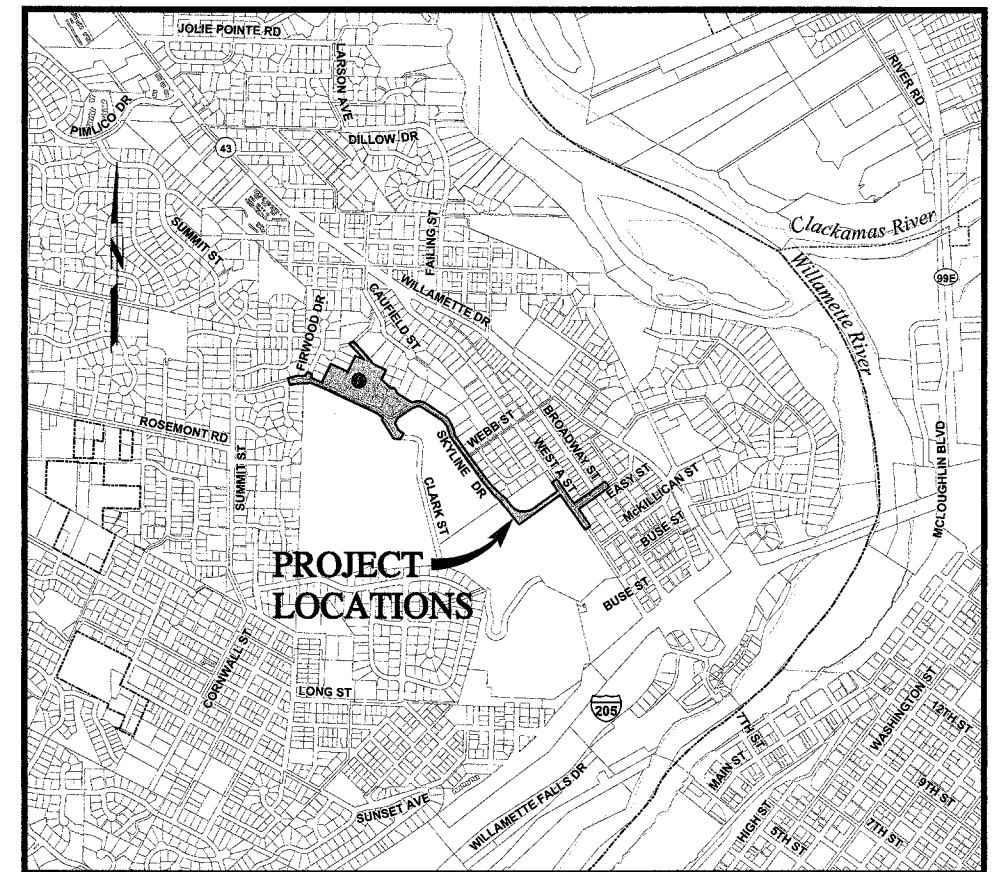 JOLIE POINTE RD
LARSON AVE
RIVER RD
PIMLICO DR
DILLOW DR
43
Clackamas River
SUMMIT ST
FAILING ST
WILLAMETTE DR
Willamette River
99E
N
CAUFIELD ST
FIRWOOD DR
ROSEMONT RD
SUMMIT ST
WEBB ST
BROADWAY ST
SKYLINE DR
WEST A ST
EASY ST
McKILLICAN ST
MCLOUGHLIN BLVD
CLARK ST
BUSE ST
PROJECT
LOCATIONS
BUSE ST
CORNWALL ST
LONG ST
205
WASHINGTON ST
12TH ST
7TH ST
MAIN ST
9TH ST
SUNSET AVE
WILLAMETTE FALLS DR
HIGH ST
5TH ST
7TH ST